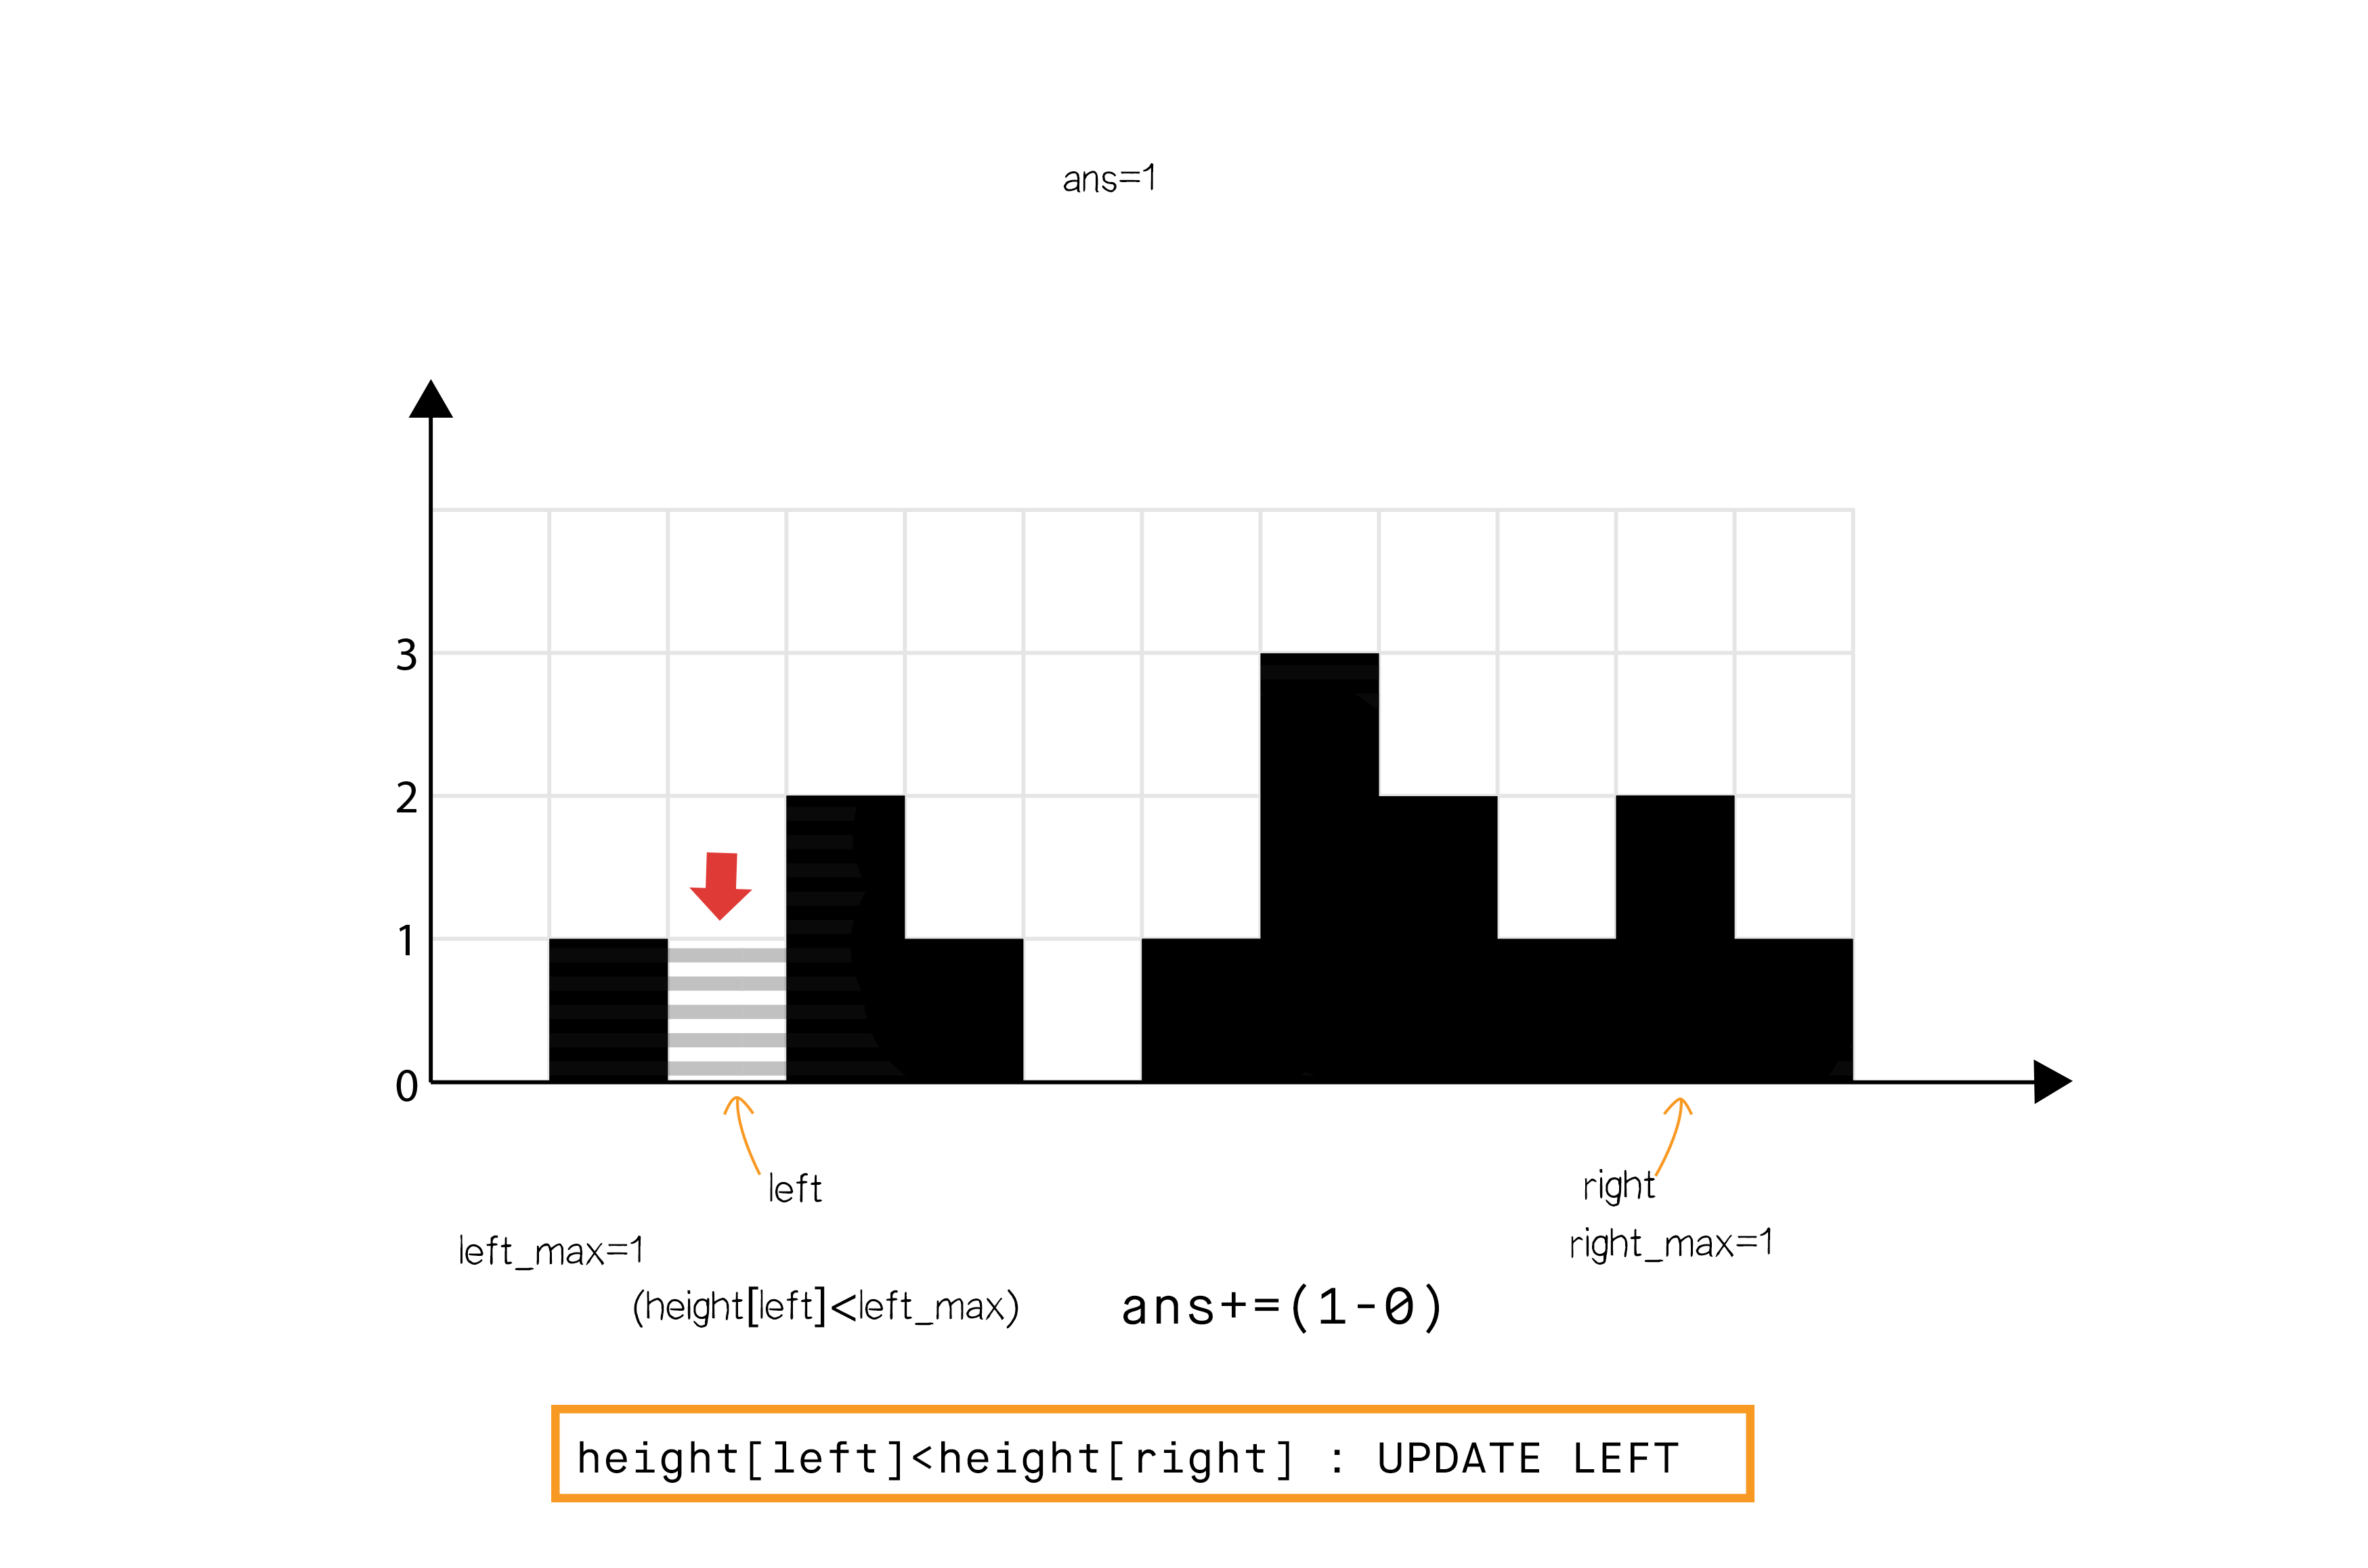 ans=1
3
2
1
0
left
right
left_max=1
right_max=1
(height[left]<left_max)
ans+=(1-0)
height[left]<height[right] : UPDATE LEFT